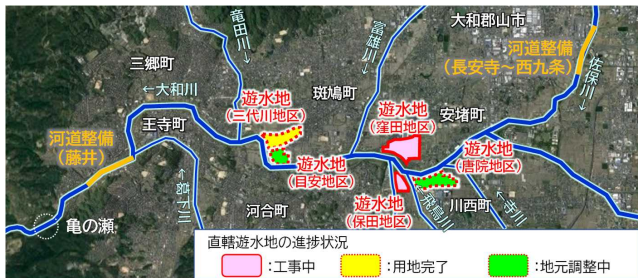 竜田川↓
富雄川↓
大和郡山市
三郷町
河道整備
(長安寺~西九条)
佐保川↓
←大和川
斑鳩町
遊水地
(三代川地区)
遊水地
(窪田地区)
安堵町
王寺町
河道整備
(藤井)
遊水地
(目安地区)
遊水地
(唐院地区)
←葛下川
遊水地
(保田地区)
←飛鳥川
←寺川
川西町
河合町
亀の瀬
直轄遊水地の進捗状況
:工事中
:用地完了
:地元調整中